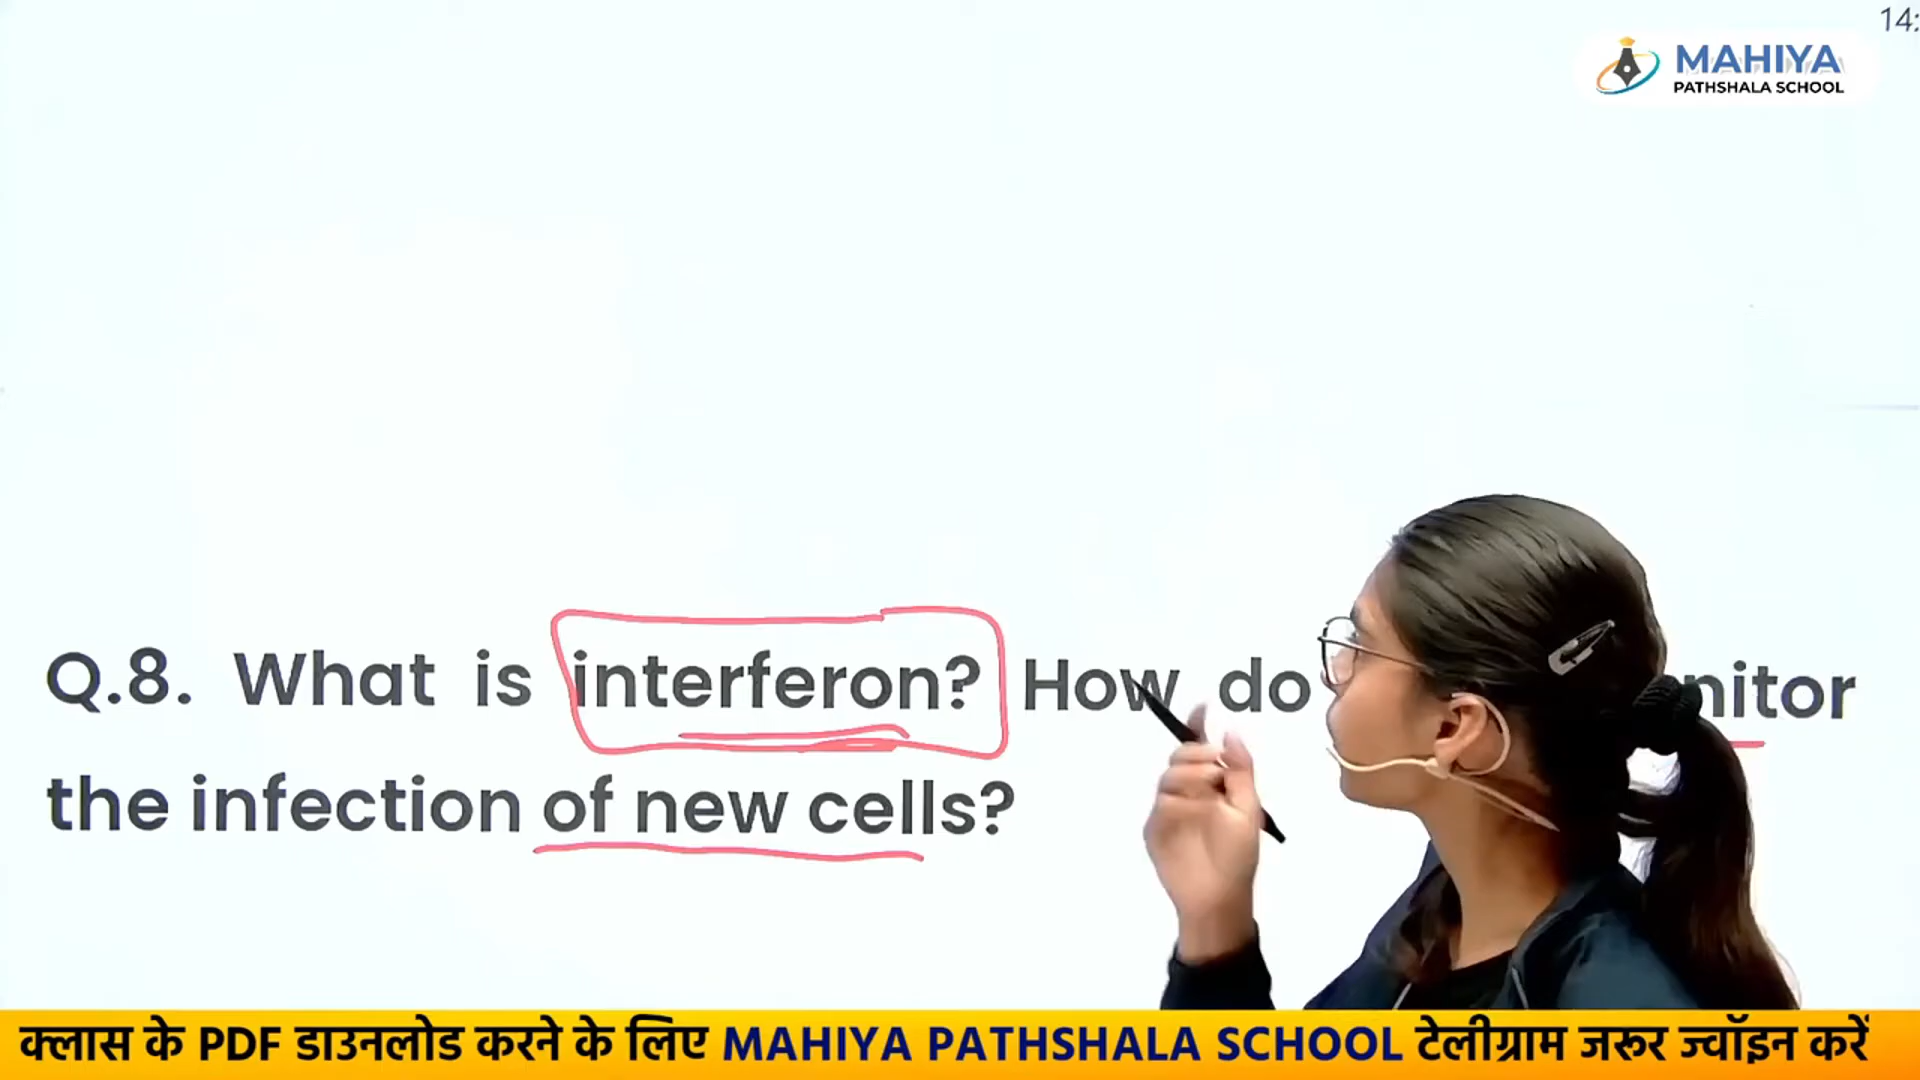 14:
MAHIYA
PATHSHALA SCHOOL
Q.8. What is interferon? How do nitor
the infection of new cells?
क्लास के PDF डाउनलोड करने के लिए MAHIYA PATHSHALA SCHOOL टेलीग्राम जरूर ज्वॉइन करें